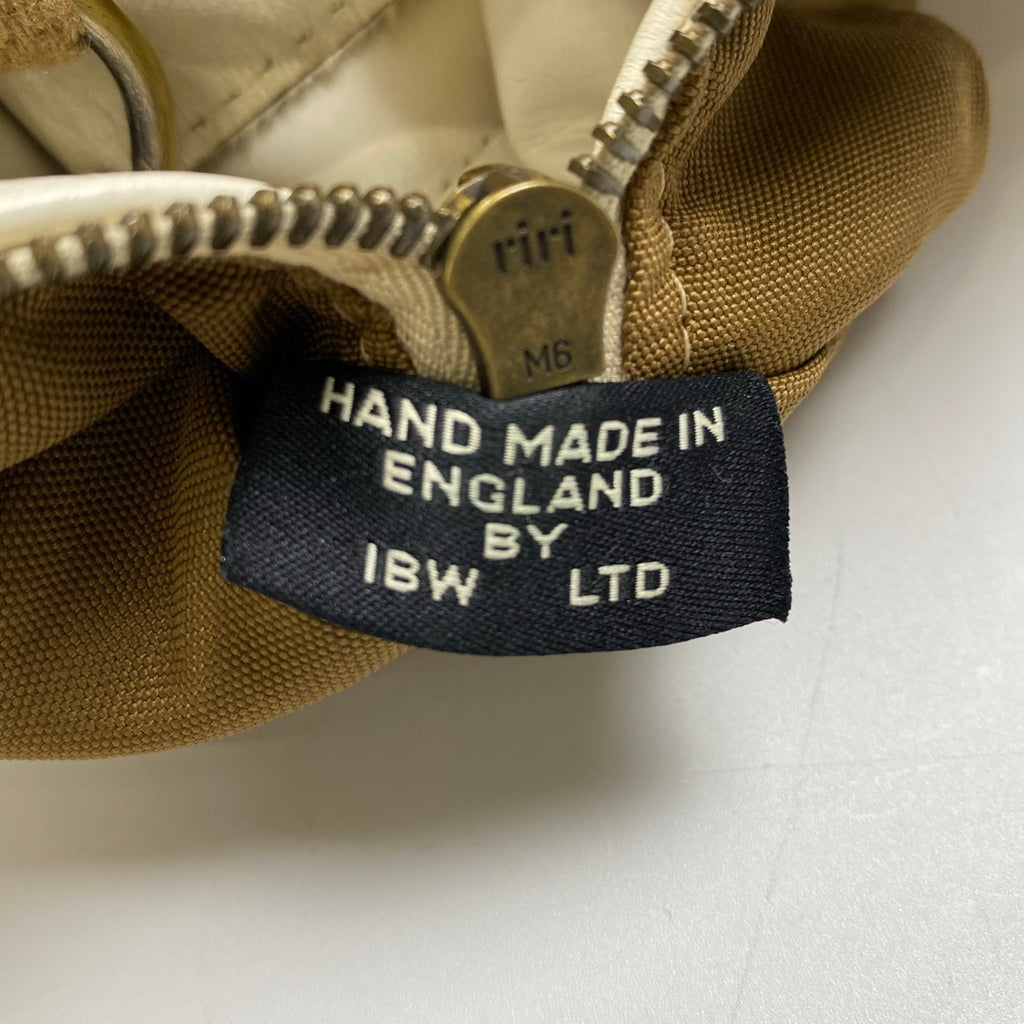 riri
M6
HAND MADE IN
ENGLAND
BY
IBW LTD